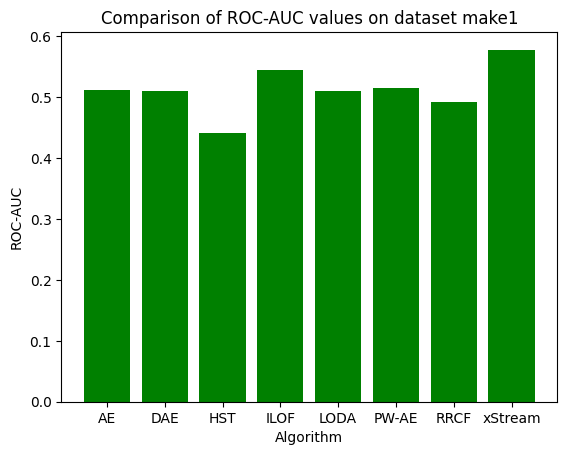 Comparison of ROC-AUC values on dataset make1
0.6
0.5
0.4
0.3
0.2
0.1
0.0
ROC-AUC
AE DAE HST ILOF LODA PW-AE RRCF xStream
Algorithm